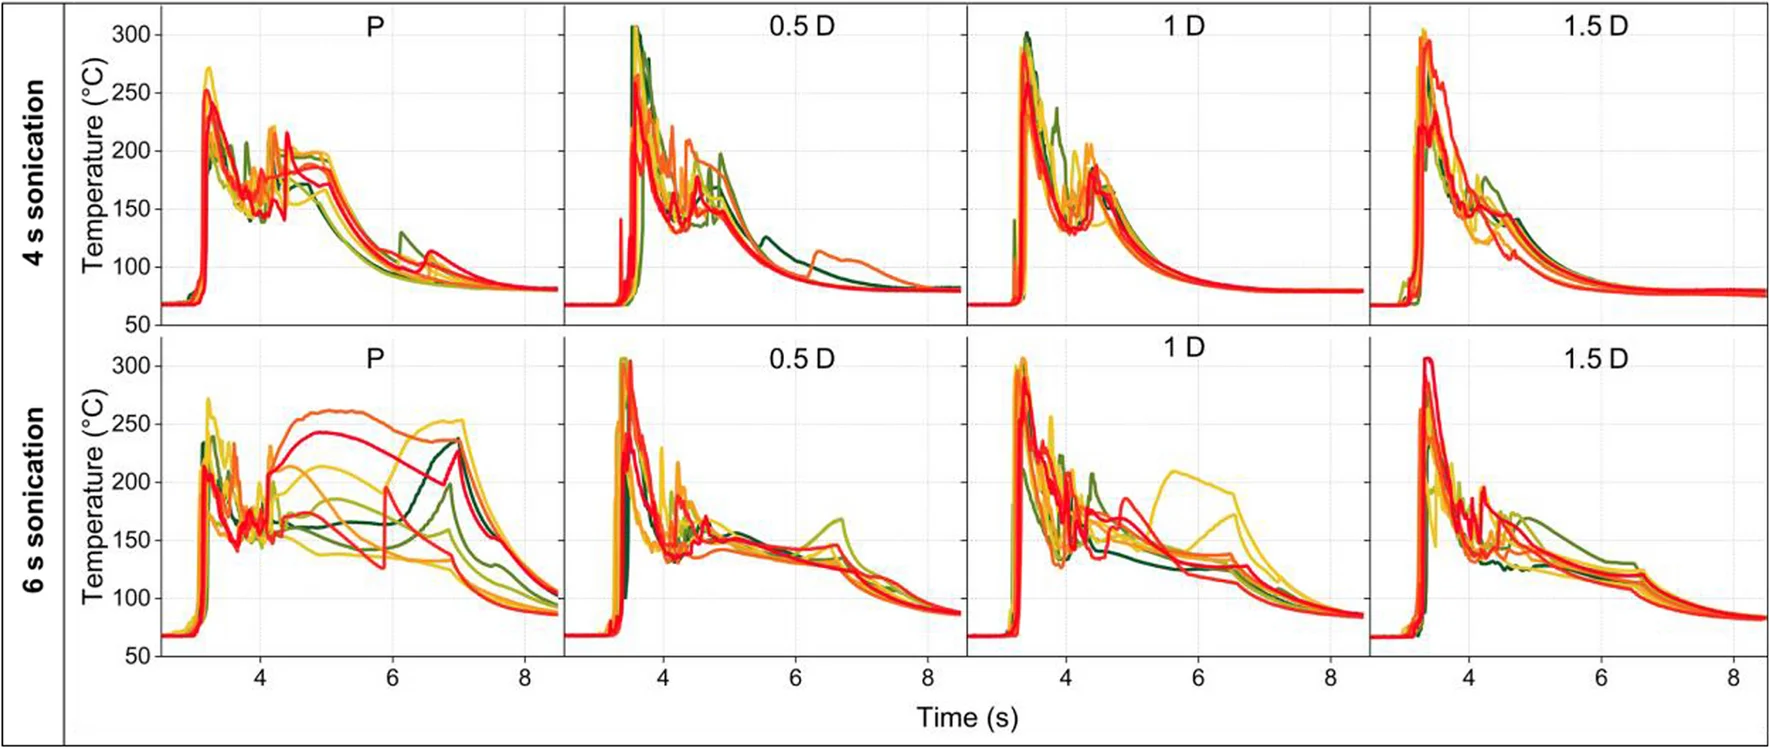 P 0.5 D 1 D 1.5 D
4 s sonication
Temperature (°C)
300
250
200
150
100
50
P 0.5 D 1 D 1.5 D
6 s sonication
Temperature (°C)
300
250
200
150
100
50
4 6 8 4 6 8 4 6 8 4 6 8
Time (s)